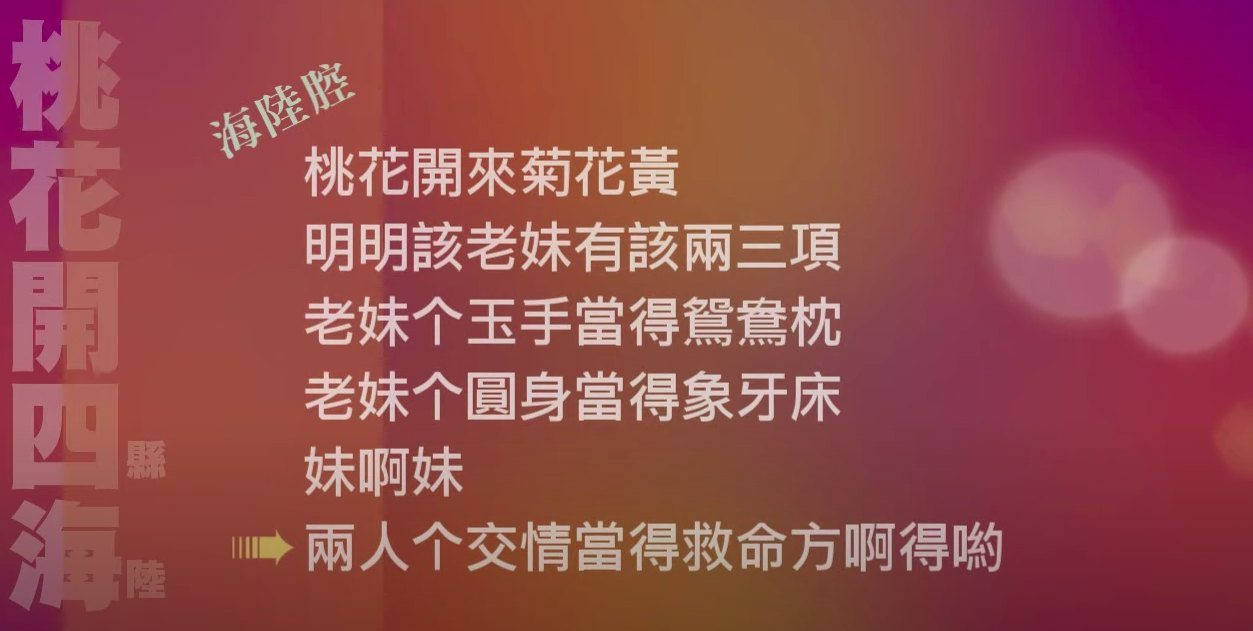 桃花開四縣海陸
海陸腔
桃花開來菊花黃
明明該老妹有該兩三項
老妹个玉手當得鴛鴦枕
老妹个圓身當得象牙床
妹啊妹
兩人个交情當得救命方啊得喲